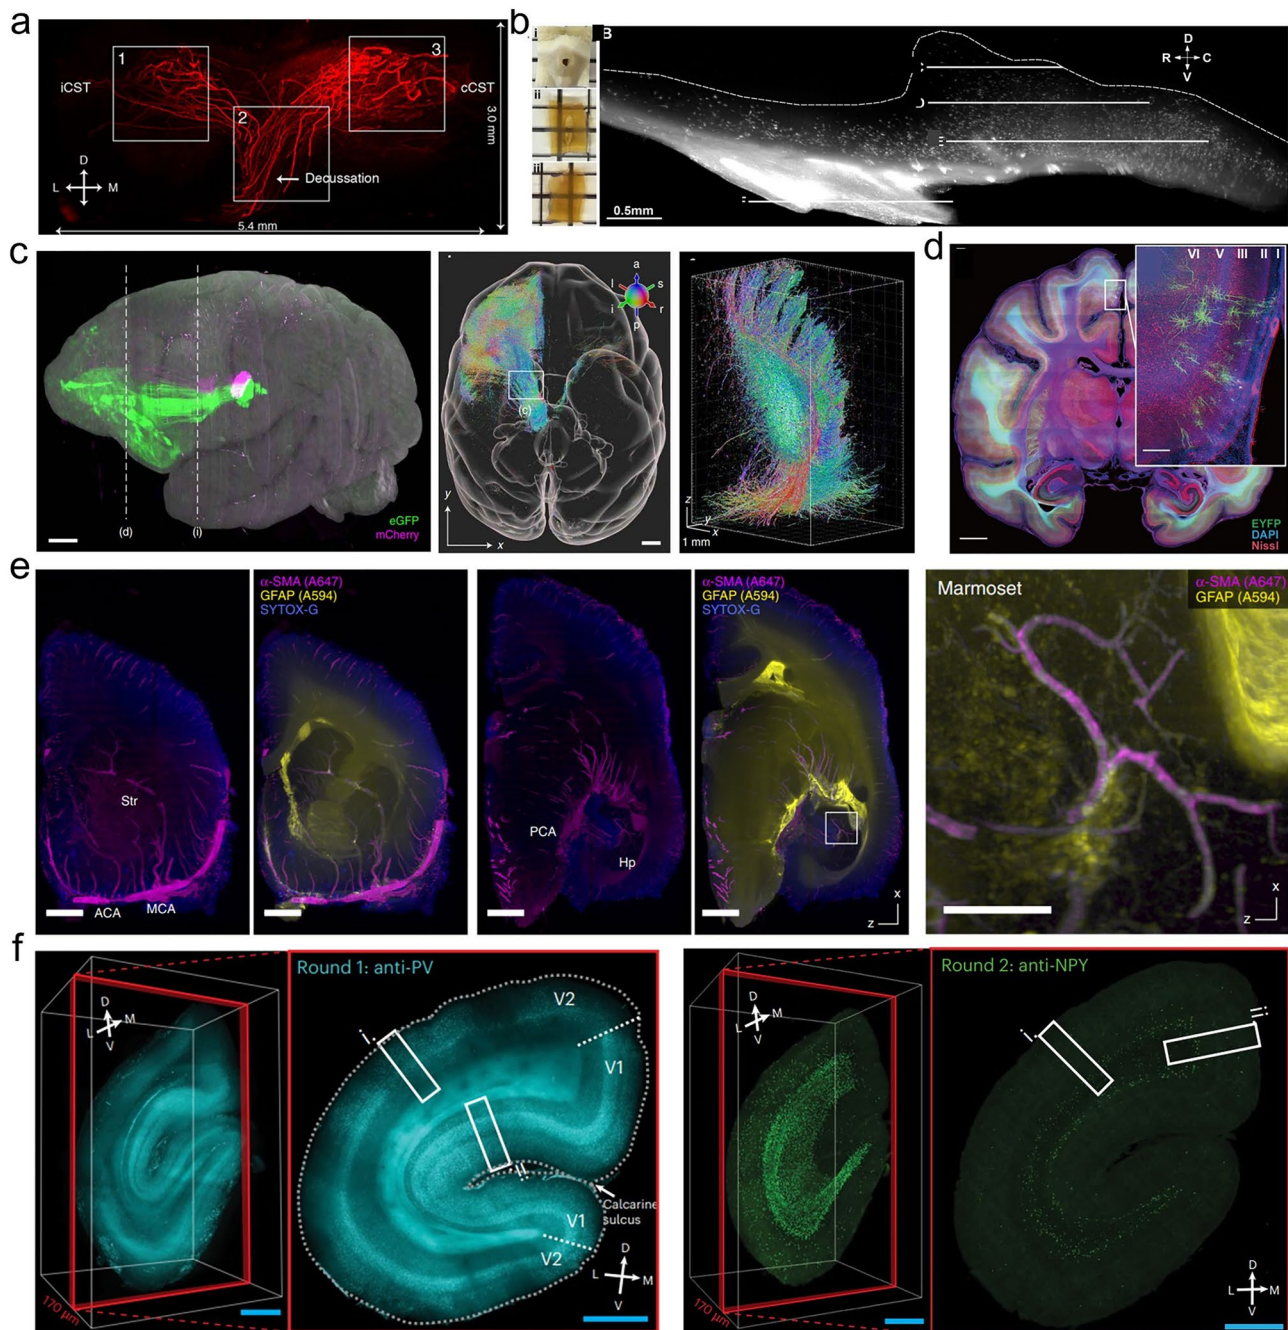 a
1
3
iCST
cCST
2
3.0 mm
D
L
M
V
Decussation
5.4 mm
b
i
ii
B
D
R
C
V
0.5mm
c
(d)
(i)
eGFP
mCherry
a
l
s
i
r
p
(c)
y
x
z
y
x
1 mm
d
VI V III II I
EYFP
DAPI
Nissl
e
Str
ACA
MCA
α-SMA (A647)
GFAP (A594)
SYTOX-G
PCA
Hp
α-SMA (A647)
GFAP (A594)
SYTOX-G
x
z
Marmoset
α-SMA (A647)
GFAP (A594)
x
z
f
D
M
L
V
170 µm
Round 1: anti-PV
V2
i.
V1
ii.
Calcarine
sulcus
V1
V2
D
L
M
V
D
M
L
V
170 µm
Round 2: anti-NPY
i.
ii.
D
L
M
V